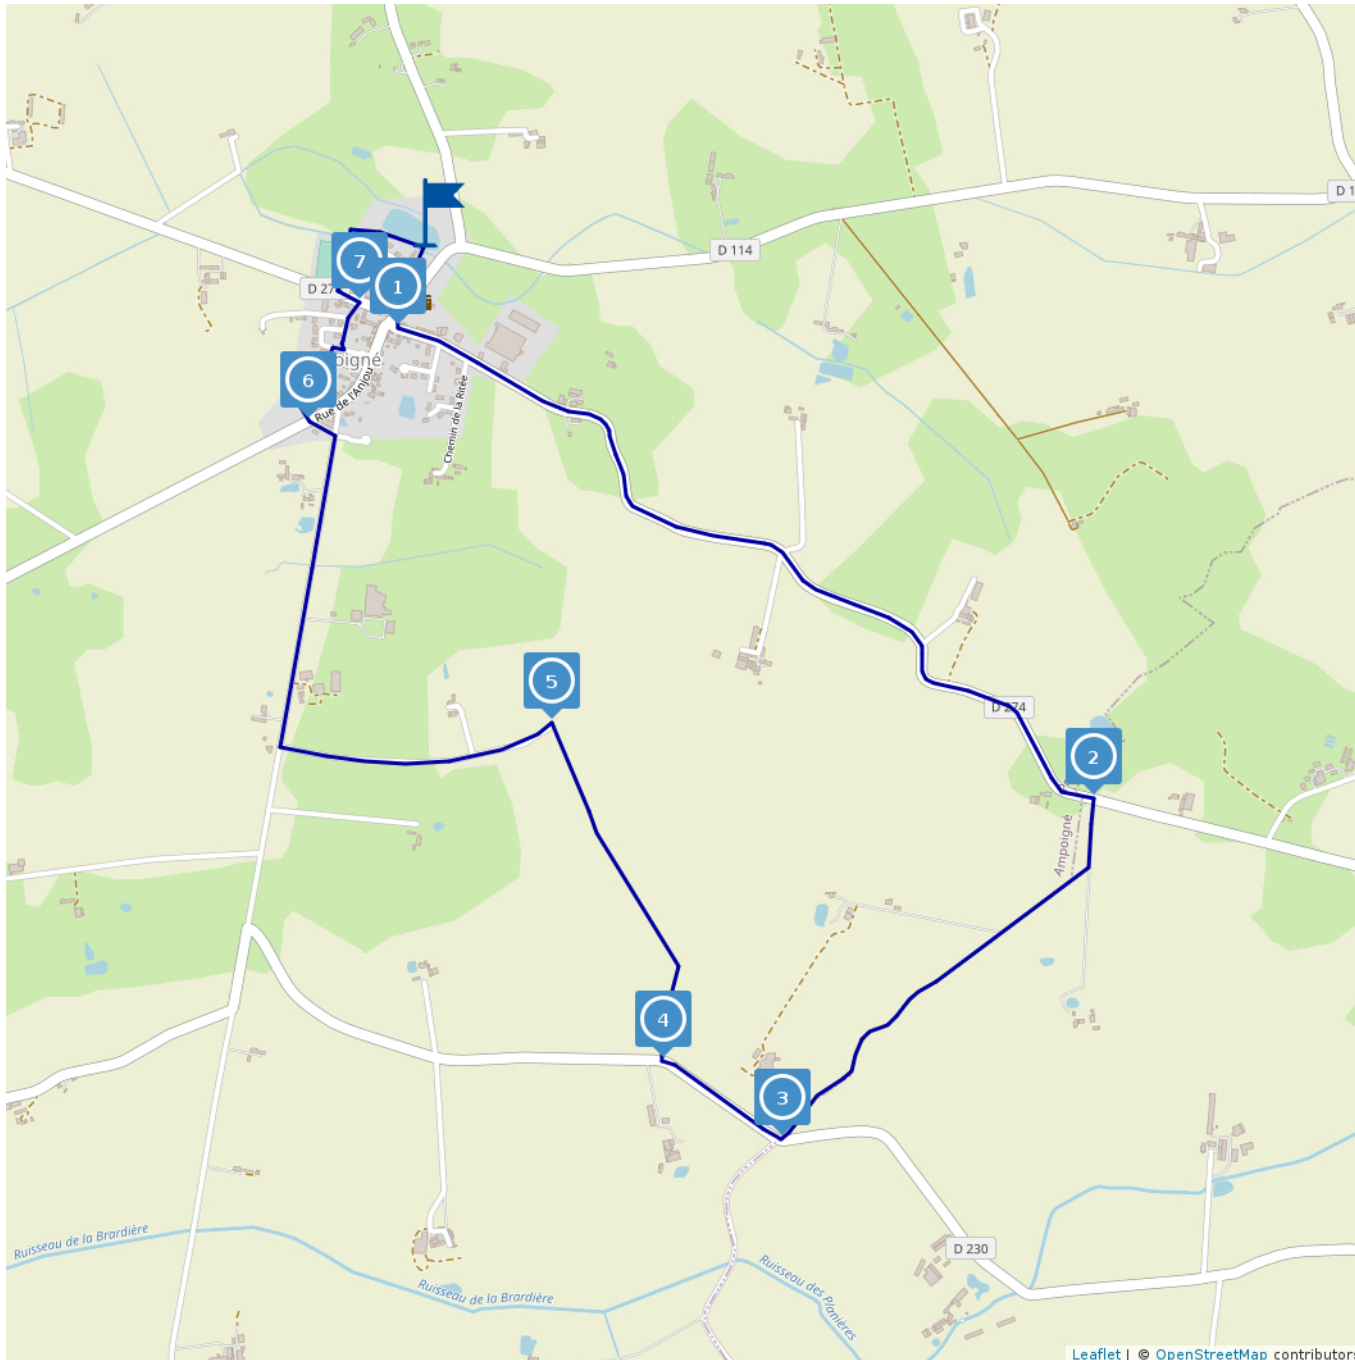 D 1
D 114
7
1
D 27
poigné
6
Rue de l'Anjou
Chemin de la Ritée
5
D 274
2
Ampoigné
4
3
Ruisseau de la Brardière
D 230
Ruisseau des Planières
Ruisseau de la Brardière
Leaflet | © OpenStreetMap contributors